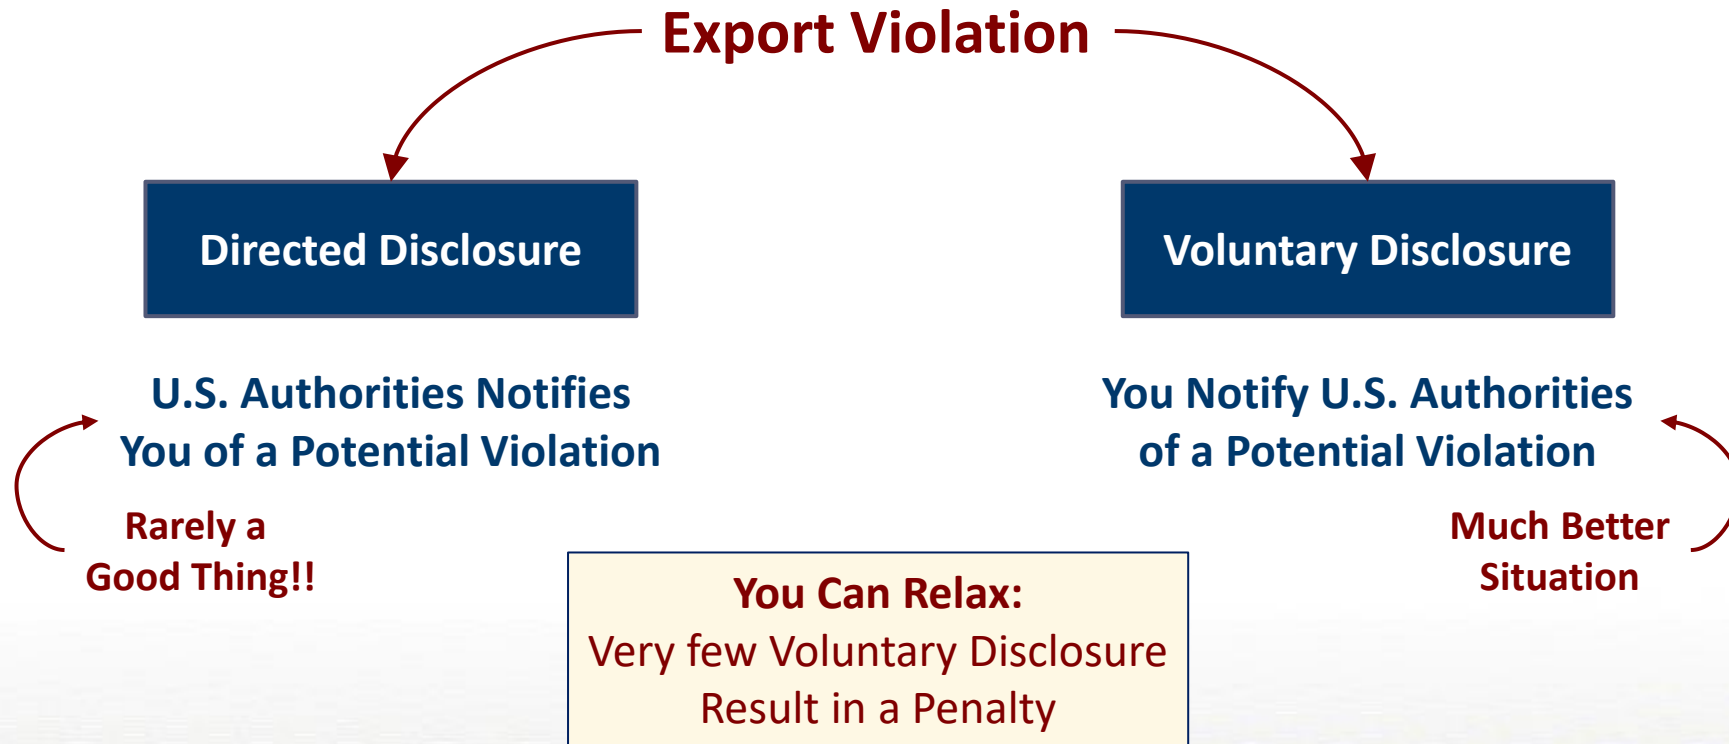 Export Violation
Directed Disclosure
Voluntary Disclosure
U.S. Authorities Notifies
You of a Potential Violation
You Notify U.S. Authorities
of a Potential Violation
Rarely a
Good Thing!!
Much Better
Situation
You Can Relax:
Very few Voluntary Disclosure
Result in a Penalty